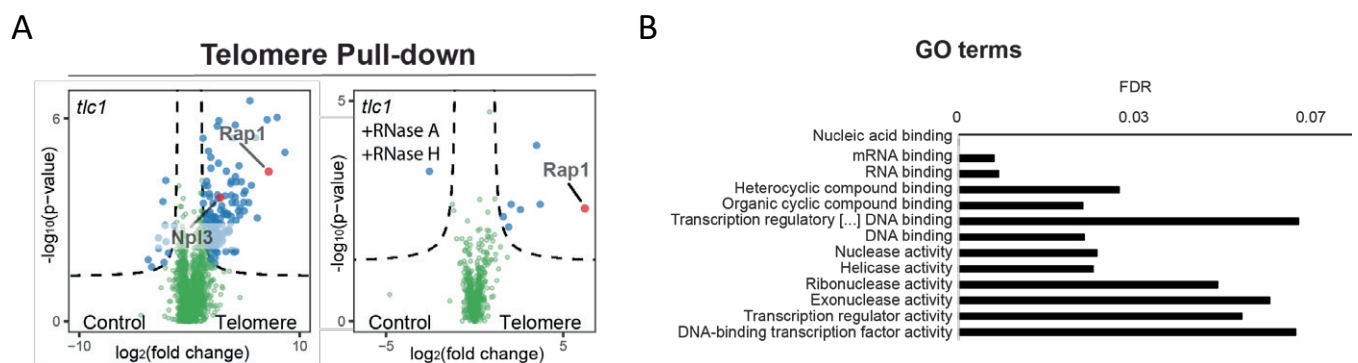 A
Telomere Pull-down
tlc1
6
Rap1
Npl3
-log10(p-value)
0
Control
Telomere
-10
10
log2(fold change)
tlc1
+RNase A
+RNase H
5
Rap1
-log10(p-value)
0
Control
Telomere
-5
5
log2(fold change)
B
GO terms
FDR
0
0.03
0.07
Nucleic acid binding
mRNA binding
RNA binding
Heterocyclic compound binding
Organic cyclic compound binding
Transcription regulatory [...] DNA binding
DNA binding
Nuclease activity
Helicase activity
Ribonuclease activity
Exonuclease activity
Transcription regulator activity
DNA-binding transcription factor activity